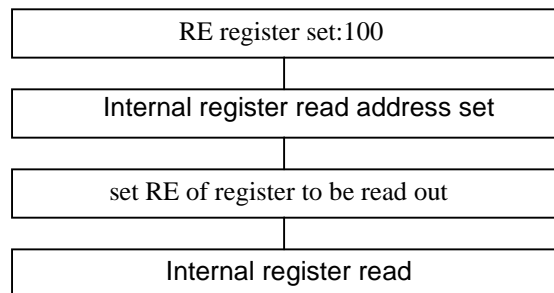 RE register set:100
Internal register read address set
set RE of register to be read out
Internal register read